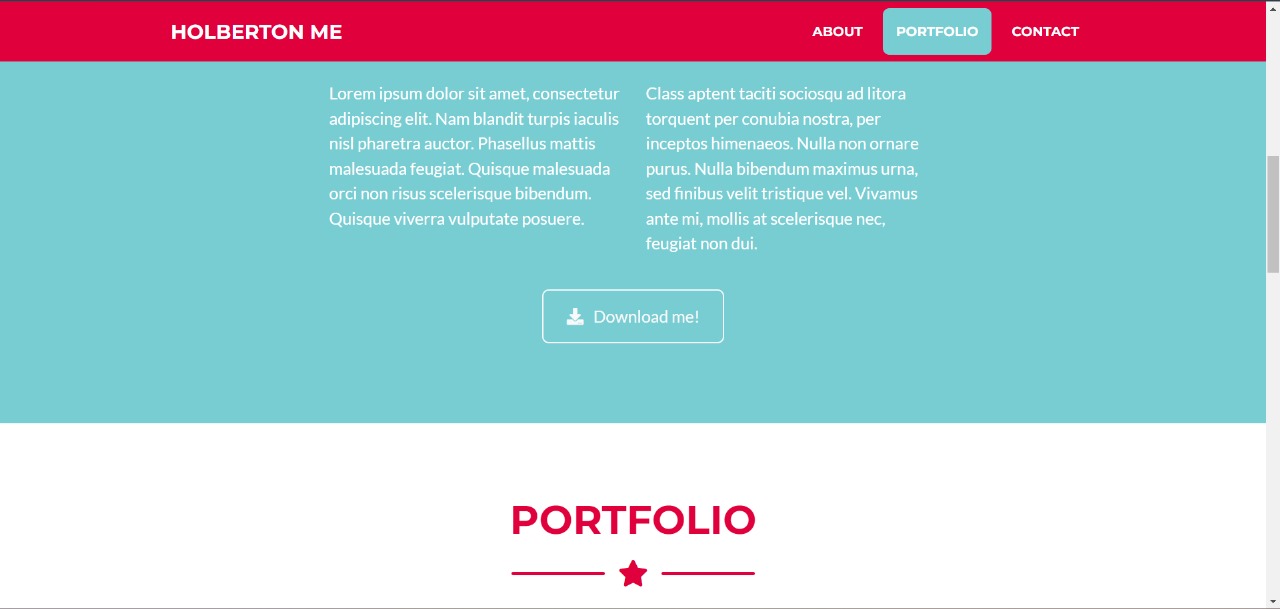 HOLBERTON ME
ABOUT
PORTFOLIO
CONTACT
Lorem ipsum dolor sit amet, consectetur
adipiscing elit. Nam blandit turpis iaculis
nisl pharetra auctor. Phasellus mattis
malesuada feugiat. Quisque malesuada
orci non risus scelerisque bibendum.
Quisque viverra vulputate posuere.
Class aptent taciti sociosqu ad litora
torquent per conubia nostra, per
inceptos himenaeos. Nulla non ornare
purus. Nulla bibendum maximus urna,
sed finibus velit tristique vel. Vivamus
ante mi, mollis at scelerisque nec,
feugiat non dui.
Download me!
PORTFOLIO